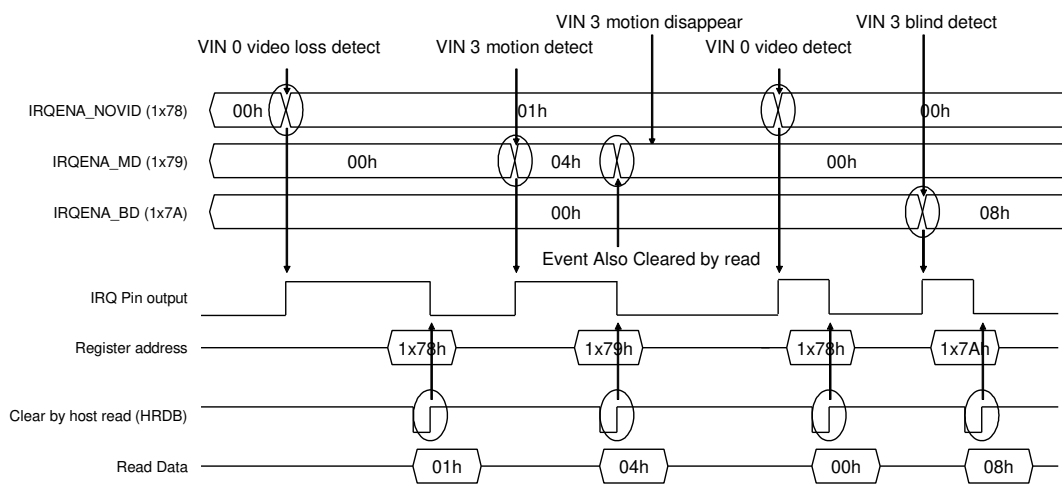 VIN 3 motion disappear
VIN 3 blind detect
VIN 0 video loss detect
VIN 3 motion detect
VIN 0 video detect
IRQENA_NOVID (1x78)
00h
01h
00h
IRQENA_MD (1x79)
00h
04h
00h
IRQENA_BD (1x7A)
00h
08h
Event Also Cleared by read
IRQ Pin output
Register address
1x78h
1x79h
1x78h
1x7Ah
Clear by host read (HRDB)
Read Data
01h
04h
00h
08h